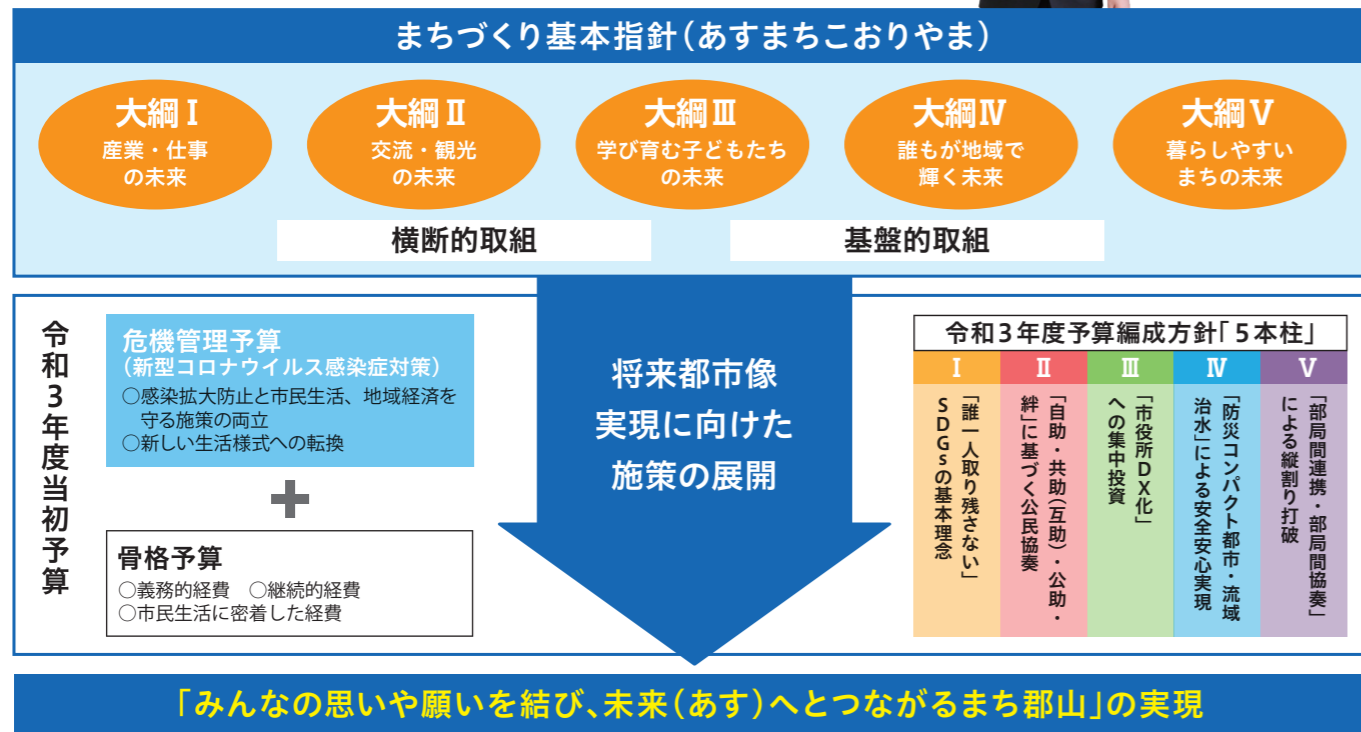 まちづくり基本指針(あすまちこおりやま)
大綱Ⅰ
産業・仕事
の未来
大綱Ⅱ
交流・観光
の未来
大綱Ⅲ
学び育む子どもたち
の未来
大綱Ⅳ
誰もが地域で
輝く未来
大綱Ⅴ
暮らしやすい
まちの未来
横断的取組
基盤的取組
令和3年度当初予算
危機管理予算
(新型コロナウイルス感染症対策)
○感染拡大防止と市民生活、地域経済を
守る施策の両立
○新しい生活様式への転換
+
骨格予算
○義務的経費 ○継続的経費
○市民生活に密着した経費
将来都市像
実現に向けた
施策の展開
令和3年度予算編成方針「5本柱」
Ⅰ
「誰一人取り残さない」
SDGsの基本理念
Ⅱ
「自助・共助(互助)・公助・
絆」に基づく公民協奏
Ⅲ
「市役所DX化」
への集中投資
Ⅳ
「防災コンパクト都市・流域
治水」による安全安心実現
Ⅴ
「部局間連携・部局間協奏」
による縦割り打破
「みんなの思いや願いを結び、未来(あす)へとつながるまち郡山」の実現